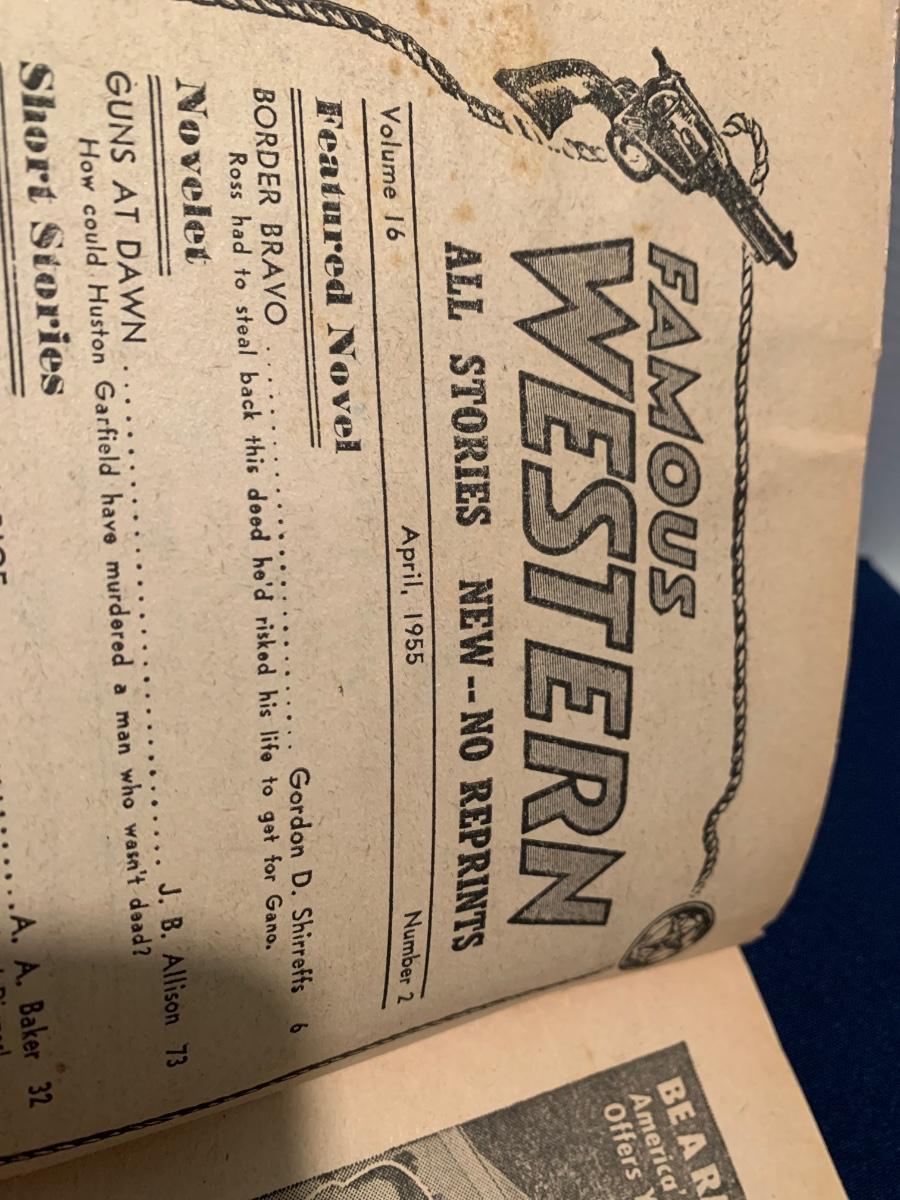 FAMOUS
WESTERN
ALL STORIES NEW--NO REPRINTS
Volume 16 April, 1955 Number 2
Featured Novel
BORDER BRAVO .................... Gordon D. Shirreffs 6
Ross had to steal back this deed he'd risked his life to get for Gano.
Novelet
GUNS AT DAWN ........................ J. B. Allison 73
How could Huston Garfield have murdered a man who wasn't dead?
Short Stories
A. A. Baker 32
America'
Offers